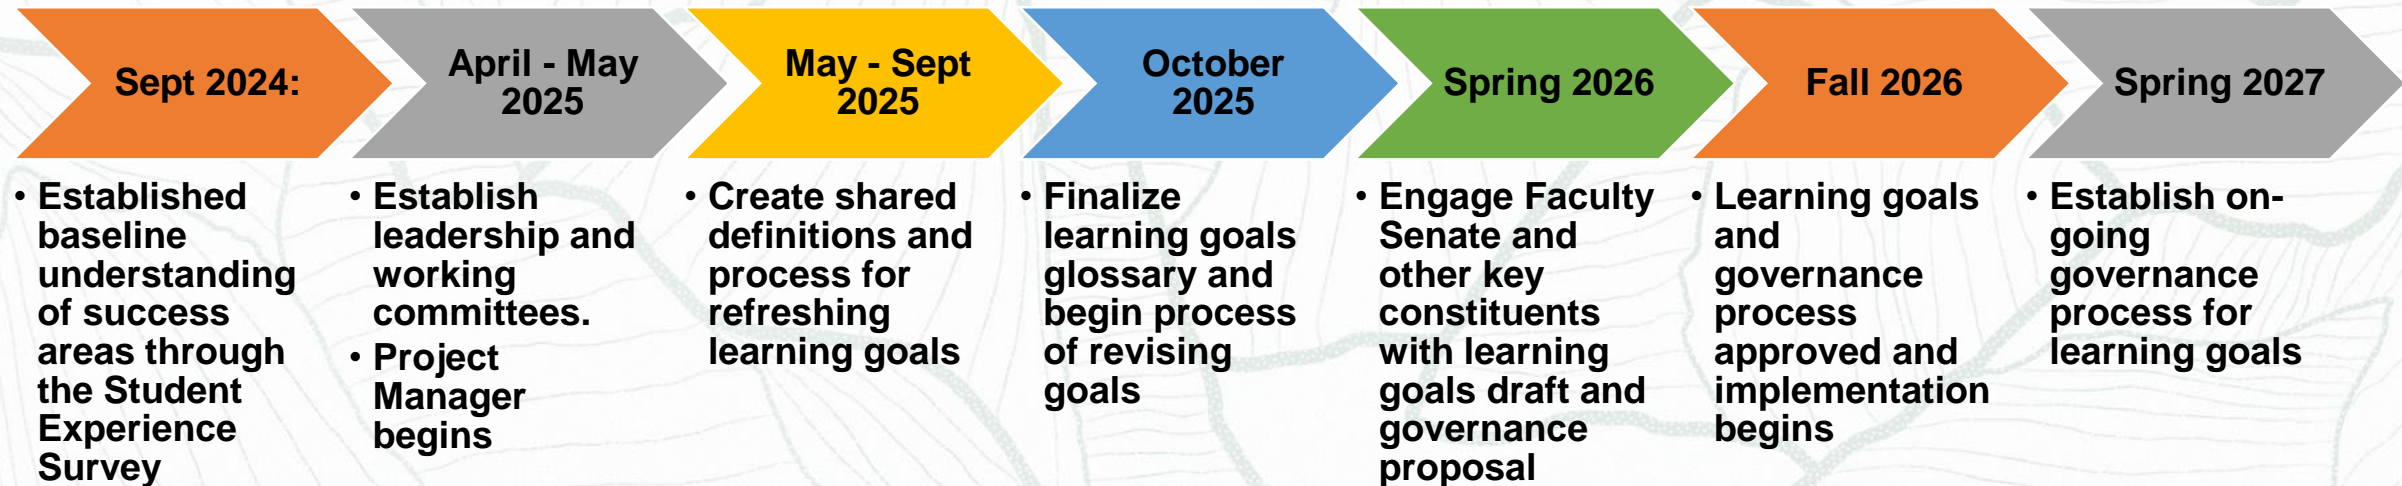 Sept 2024:
April - May
2025
May - Sept
2025
October
2025
Spring 2026
Fall 2026
Spring 2027
• Established
baseline
understanding
of success
areas through
the Student
Experience
Survey
• Establish
leadership and
working
committees.
• Project
Manager
begins
• Create shared
definitions and
process for
refreshing
learning goals
• Finalize
learning goals
glossary and
begin process
of revising
goals
• Engage Faculty
Senate and
other key
constituents
with learning
goals draft and
governance
proposal
• Learning goals
and
governance
process
approved and
implementation
begins
• Establish on-
going
governance
process for
learning goals